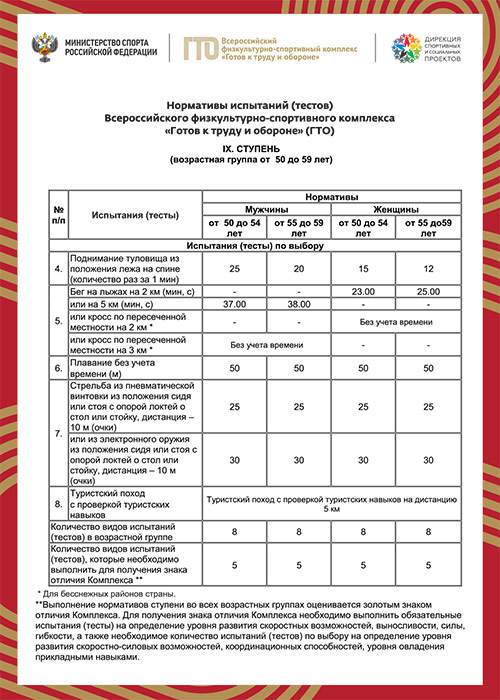 МИНИСТЕРСТВО СПОРТА
РОССИЙСКОЙ ФЕДЕРАЦИИ
ГТО
Всероссийский
физкультурно-спортивный комплекс
«Готов к труду и обороне»
ДИРЕКЦИЯ
СПОРТИВНЫХ
И СОЦИАЛЬНЫХ
ПРОЕКТОВ
Нормативы испытаний (тестов)
Всероссийского физкультурно-спортивного комплекса
«Готов к труду и обороне» (ГТО)
IX. СТУПЕНЬ
(возрастная группа от 50 до 59 лет)
№ п/п
Испытания (тесты)
Нормативы
Мужчины Женщины
от 50 до 54 лет от 55 до 59 лет от 50 до 54 лет от 55 до59 лет
Испытания (тесты) по выбору
4. Поднимание туловища из
положения лежа на спине
(количество раз за 1 мин)
25 20 15 12
5. Бег на лыжах на 2 км (мин, с) - - 23.00 25.00
или на 5 км (мин, с) 37.00 38.00 - -
или кросс по пересеченной
местности на 2 км * - - Без учета времени
или кросс по пересеченной
местности на 3 км * Без учета времени - -
6. Плавание без учета
времени (м) 50 50 50 50
7. Стрельба из пневматической
винтовки из положения сидя
или стоя с опорой локтей о
стол или стойку, дистанция –
10 м (очки)
25 25 25 25
или из электронного оружия
из положения сидя или стоя с
опорой локтей о стол или
стойку, дистанция – 10 м
(очки)
30 30 30 30
8. Туристский поход
с проверкой туристских
навыков
Туристский поход с проверкой туристских навыков на дистанцию
5 км
Количество видов испытаний
(тестов) в возрастной группе 8 8 8 8
Количество видов испытаний
(тестов), которые необходимо
выполнить для получения знака
отличия Комплекса **
5 5 5 5
* Для бесснежных районов страны.
**Выполнение нормативов ступени во всех возрастных группах оценивается золотым знаком
отличия Комплекса. Для получения знака отличия Комплекса необходимо выполнить обязательные
испытания (тесты) на определение уровня развития скоростных возможностей, выносливости, силы,
гибкости, а также необходимое количество испытаний (тестов) по выбору на определение уровня
развития скоростно-силовых возможностей, координационных способностей, уровня овладения
прикладными навыками.